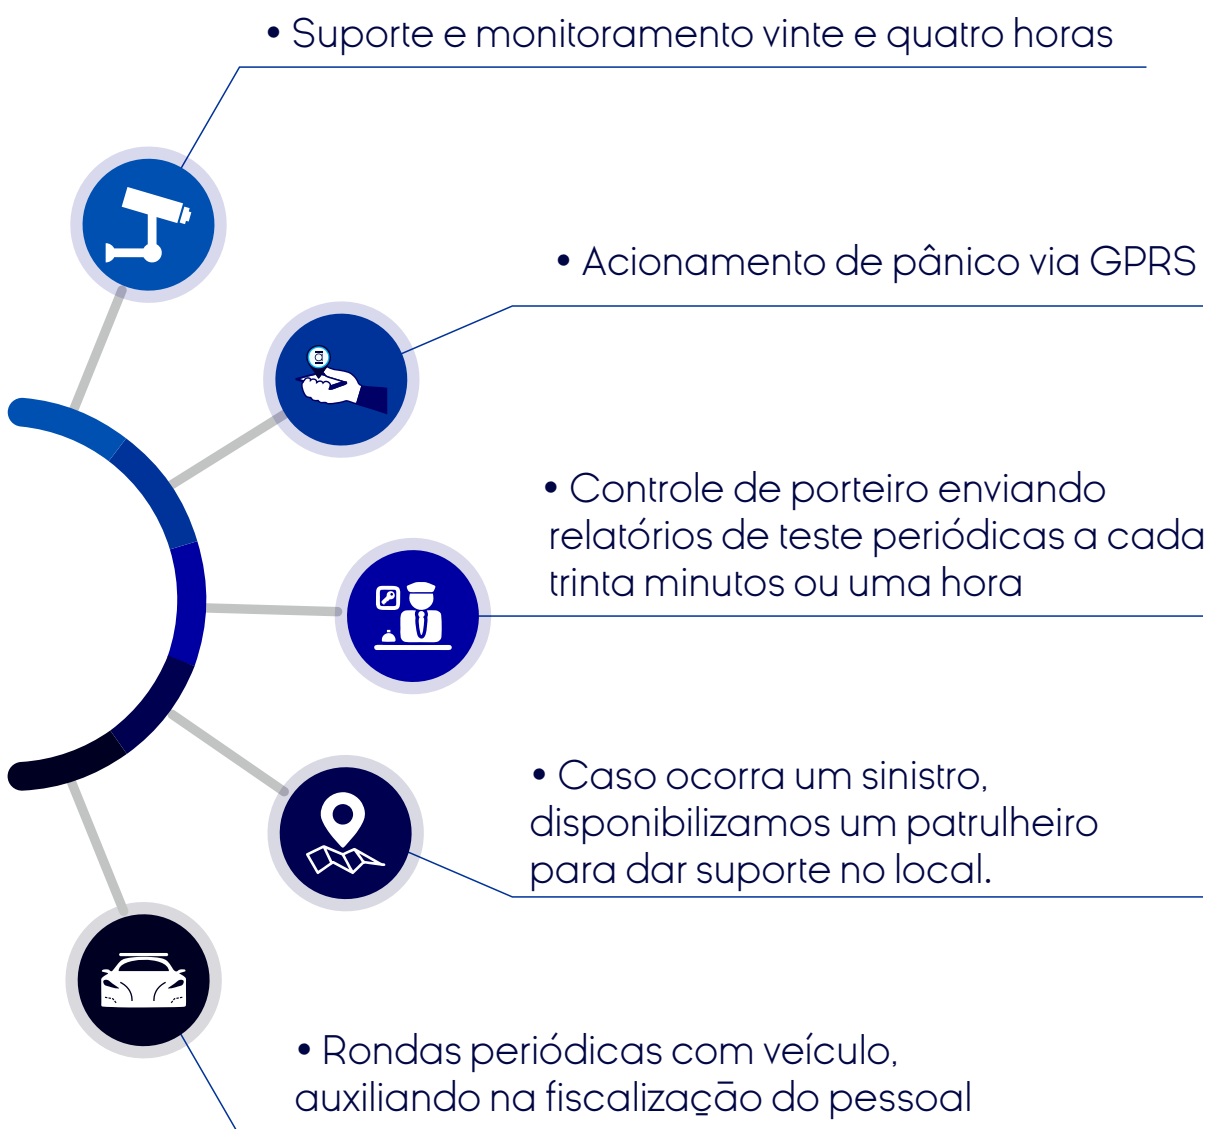 • Suporte e monitoramento vinte e quatro horas
• Acionamento de pânico via GPRS
• Controle de porteiro enviando
relatórios de teste periódicas a cada
trinta minutos ou uma hora
• Caso ocorra um sinistro,
disponibilizamos um patrulheiro
para dar suporte no local.
• Rondas periódicas com veículo,
auxiliando na fiscalização do pessoal